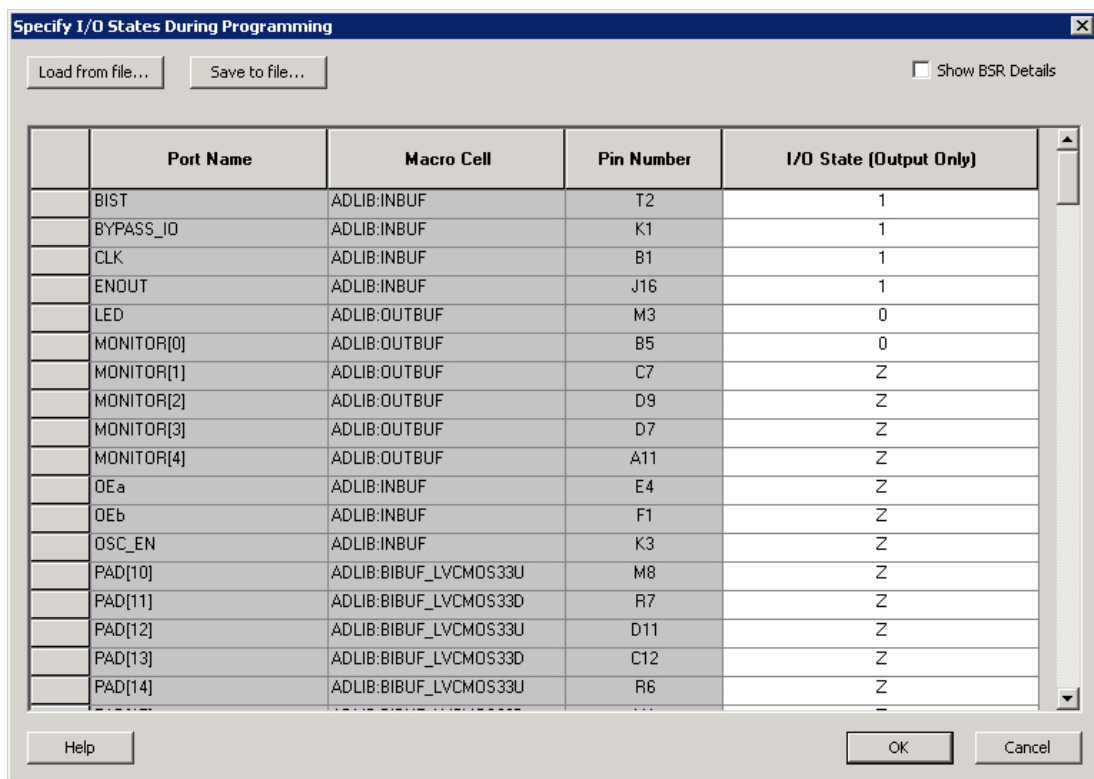 Specify I/O States During Programming
Load from file... Save to file... Show BSR Details
Port Name Macro Cell Pin Number I/O State (Output Only)
BIST ADLIB:INBUF T2 1
BYPASS_IO ADLIB:INBUF K1 1
CLK ADLIB:INBUF B1 1
ENOUT ADLIB:INBUF J16 1
LED ADLIB:OUTBUF M3 0
MONITOR[0] ADLIB:OUTBUF B5 0
MONITOR[1] ADLIB:OUTBUF C7 Z
MONITOR[2] ADLIB:OUTBUF D9 Z
MONITOR[3] ADLIB:OUTBUF D7 Z
MONITOR[4] ADLIB:OUTBUF A11 Z
OEa ADLIB:INBUF E4 Z
OEb ADLIB:INBUF F1 Z
OSC_EN ADLIB:INBUF K3 Z
PAD[10] ADLIB:BIBUF_LVCMOS33U M8 Z
PAD[11] ADLIB:BIBUF_LVCMOS33D R7 Z
PAD[12] ADLIB:BIBUF_LVCMOS33U D11 Z
PAD[13] ADLIB:BIBUF_LVCMOS33D C12 Z
PAD[14] ADLIB:BIBUF_LVCMOS33U R6 Z
Help OK Cancel